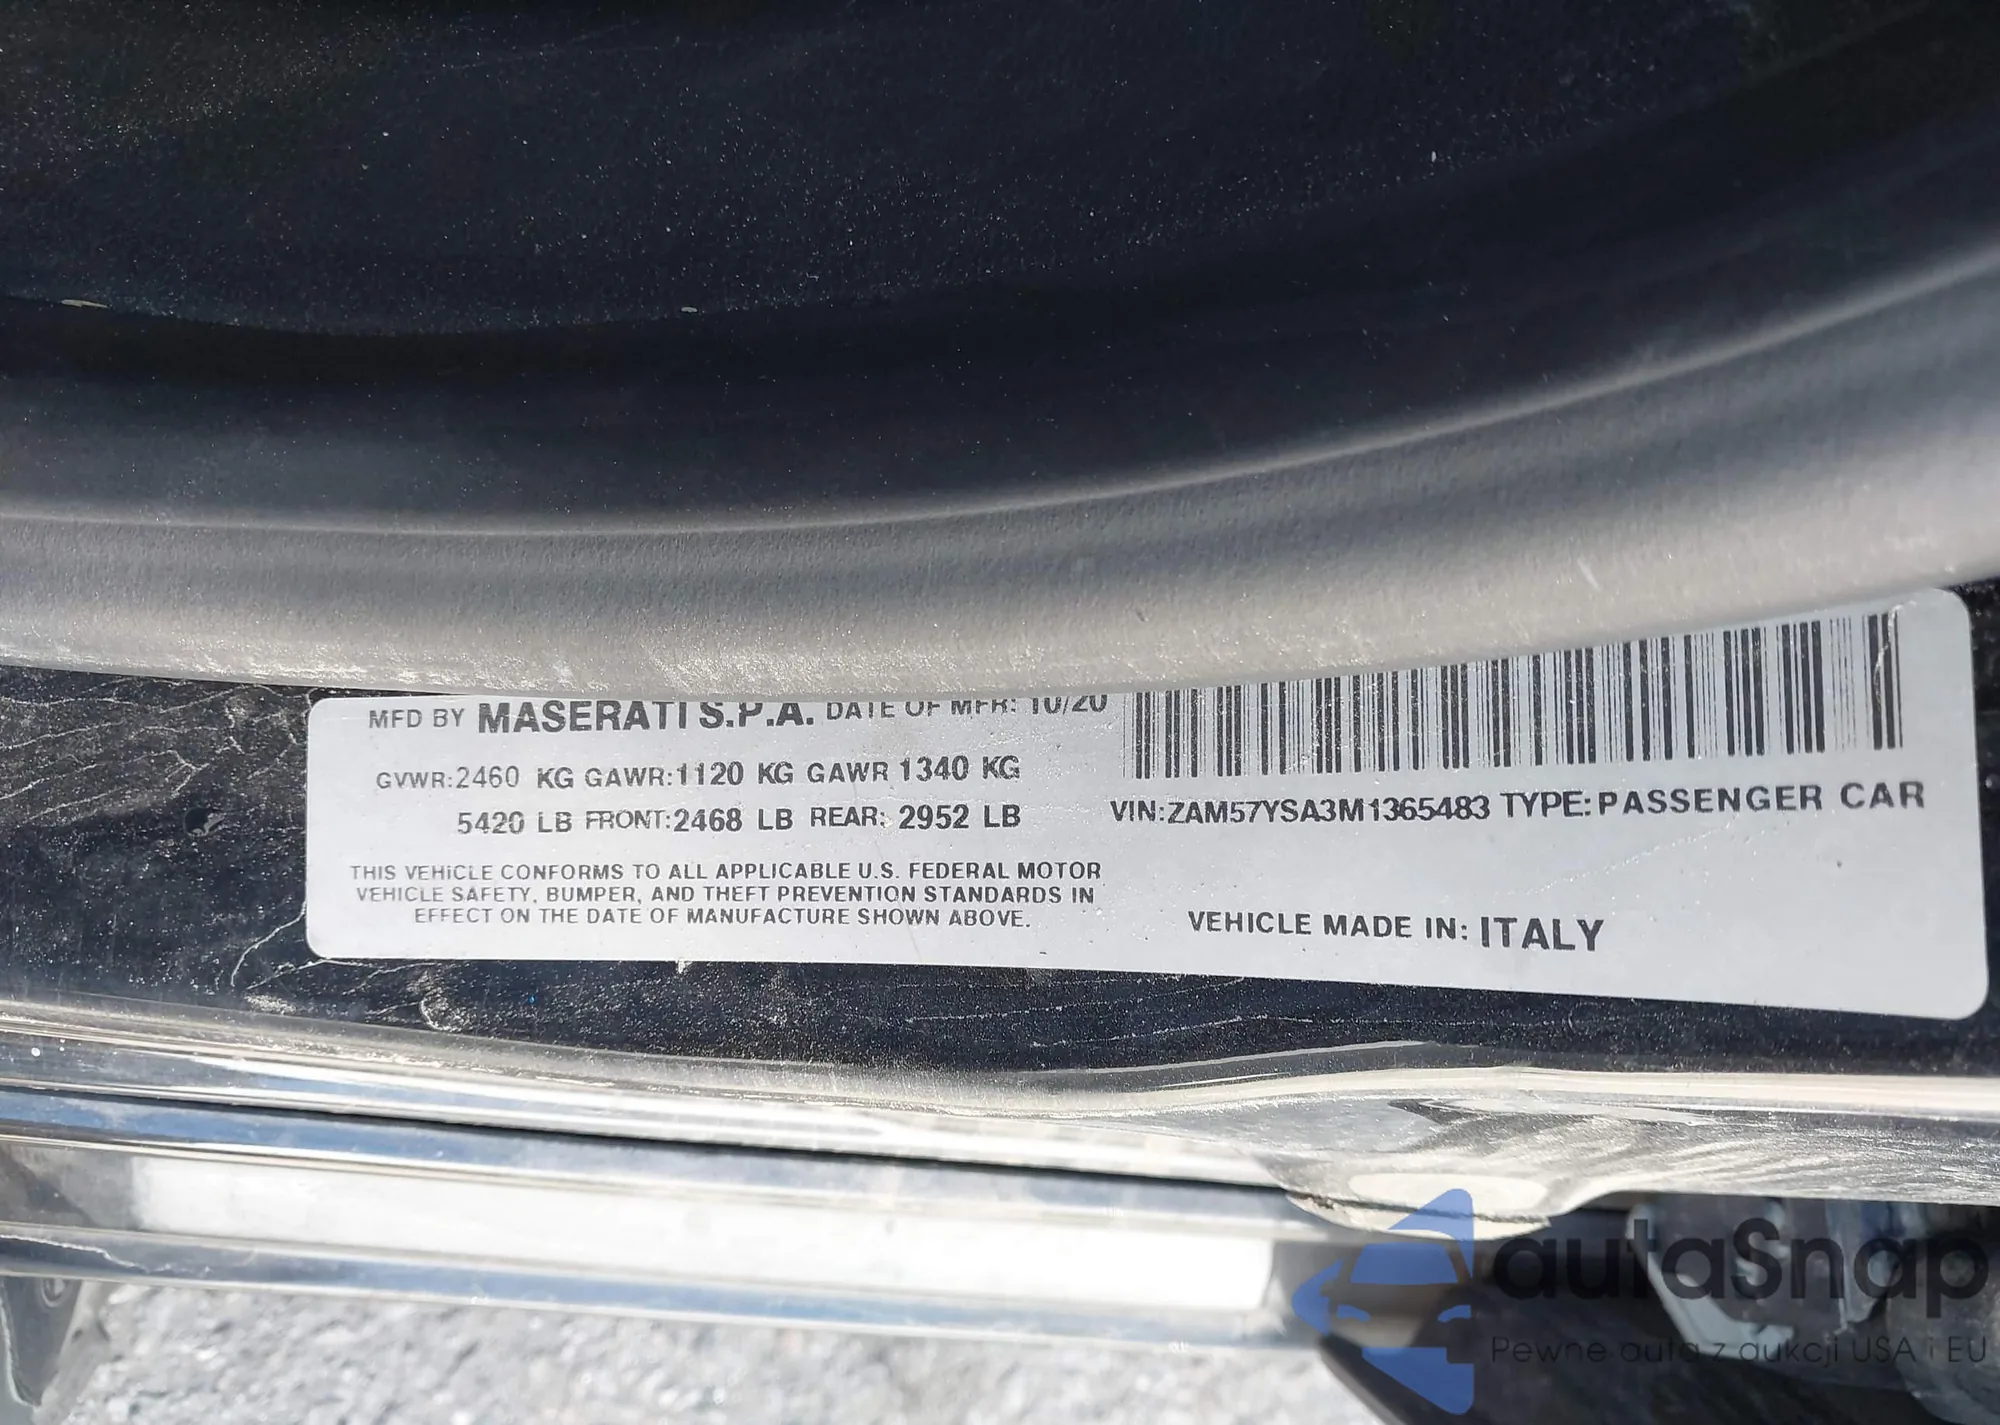 MFD BY MASERATI S.P.A. DATE OF MFR: 10/20
GVWR:2460 KG GAWR:1120 KG GAWR 1340 KG
5420 LB FRONT:2468 LB REAR: 2952 LB
THIS VEHICLE CONFORMS TO ALL APPLICABLE U.S. FEDERAL MOTOR
VEHICLE SAFETY, BUMPER, AND THEFT PREVENTION STANDARDS IN
EFFECT ON THE DATE OF MANUFACTURE SHOWN ABOVE.
VIN:ZAM57YSA3M1365483 TYPE:PASSENGER CAR
VEHICLE MADE IN: ITALY
autaSnap
Pewne auta z aukcji USA i EU